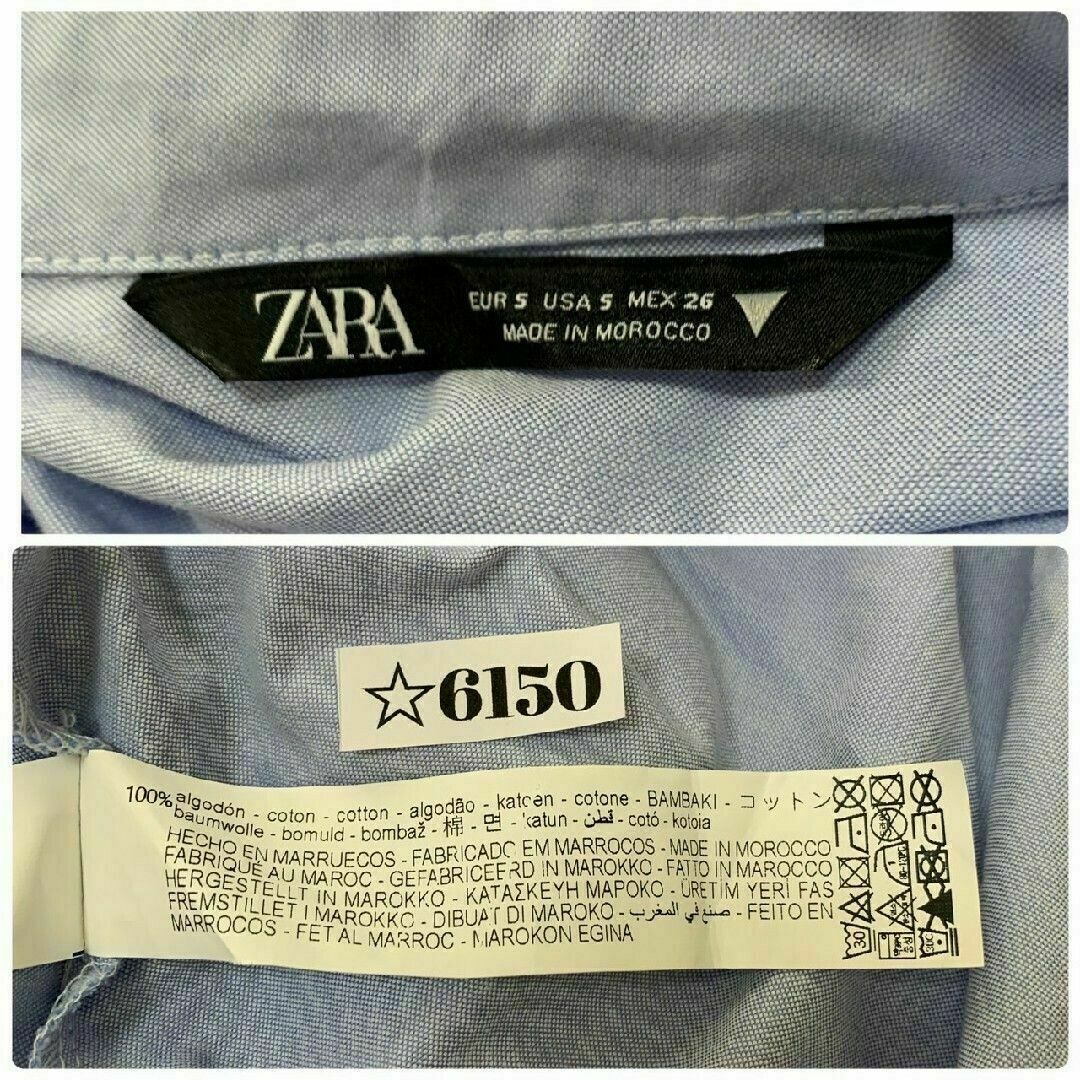 ZARA
EUR S USA S MEX 26
MADE IN MOROCCO
☆6150
100% algodón - coton - cotton - algodão - katoen - cotone - BAMBAKI - コットン
baumwolle - bomuld - bombaž - 棉 - 면 - katun - قطن - cotó - kotoia
HECHO EN MARRUECOS - FABRICADO EM MARROCOS - MADE IN MOROCCO
FABRIQUÉ AU MAROC - GEFABRICEERD IN MAROKKO - FATTO IN MAROCCO
HERGESTELLT IN MAROKKO - ΚΑΤΑΣΚΕΥΗ ΜΑΡΟΚΟ - ÜRETİM YERİ FAS
FREMSTILLET I MAROKKO - DIBUAT DI MAROKO - صنع في المغرب - FEITO EN
MARROCOS - FET AL MARROC - MAROKON EGINA
30